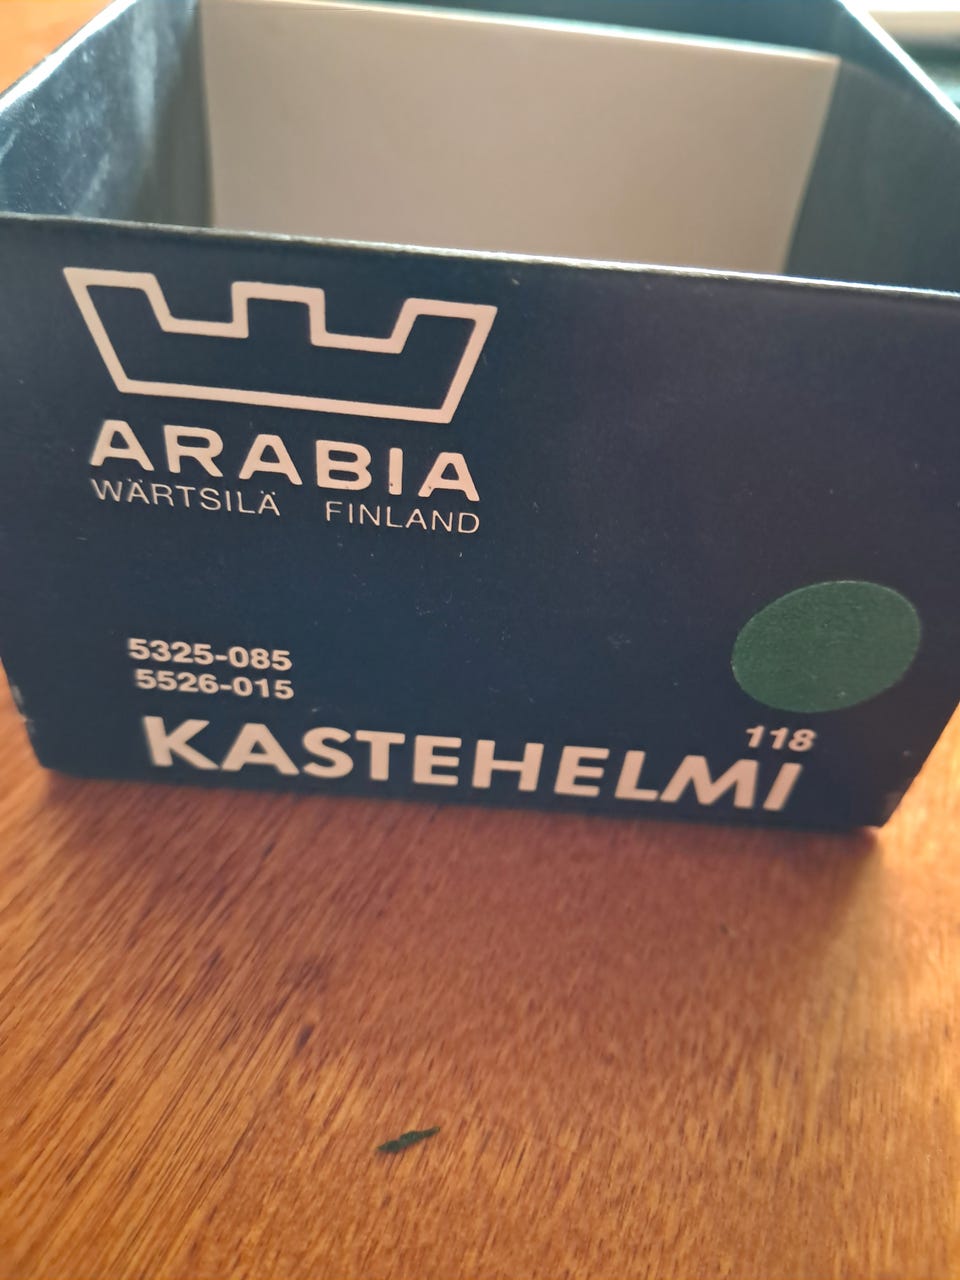 ARABIA
WÄRTSILÄ FINLAND
5325-085
5526-015
118
KASTEHELMI